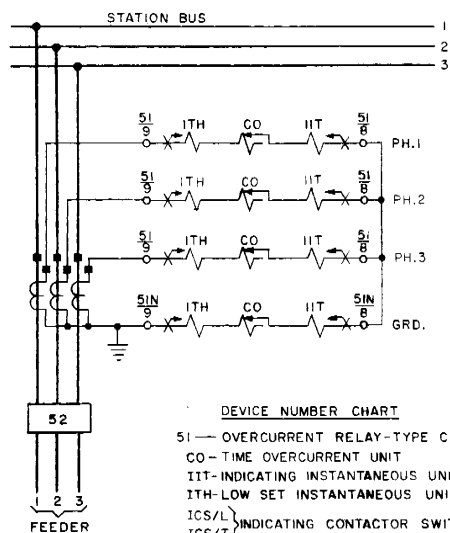 STATION BUS
1
2
3
51 ITH CO IIT 51
9 8 PH.1
51 ITH CO IIT 51
9 8 PH.2
51 ITH CO IIT 51
9 8 PH.3
51N ITH CO IIT 51N
9 8 GRD.
52
1 2 3
FEEDER
DEVICE NUMBER CHART
51 — OVERCURRENT RELAY-TYPE C
CO - TIME OVERCURRENT UNIT
IIT-INDICATING INSTANTANEOUS
ITH-LOW SET INSTANTANEOUS
ICS/L
INDICATING CONTACTOR